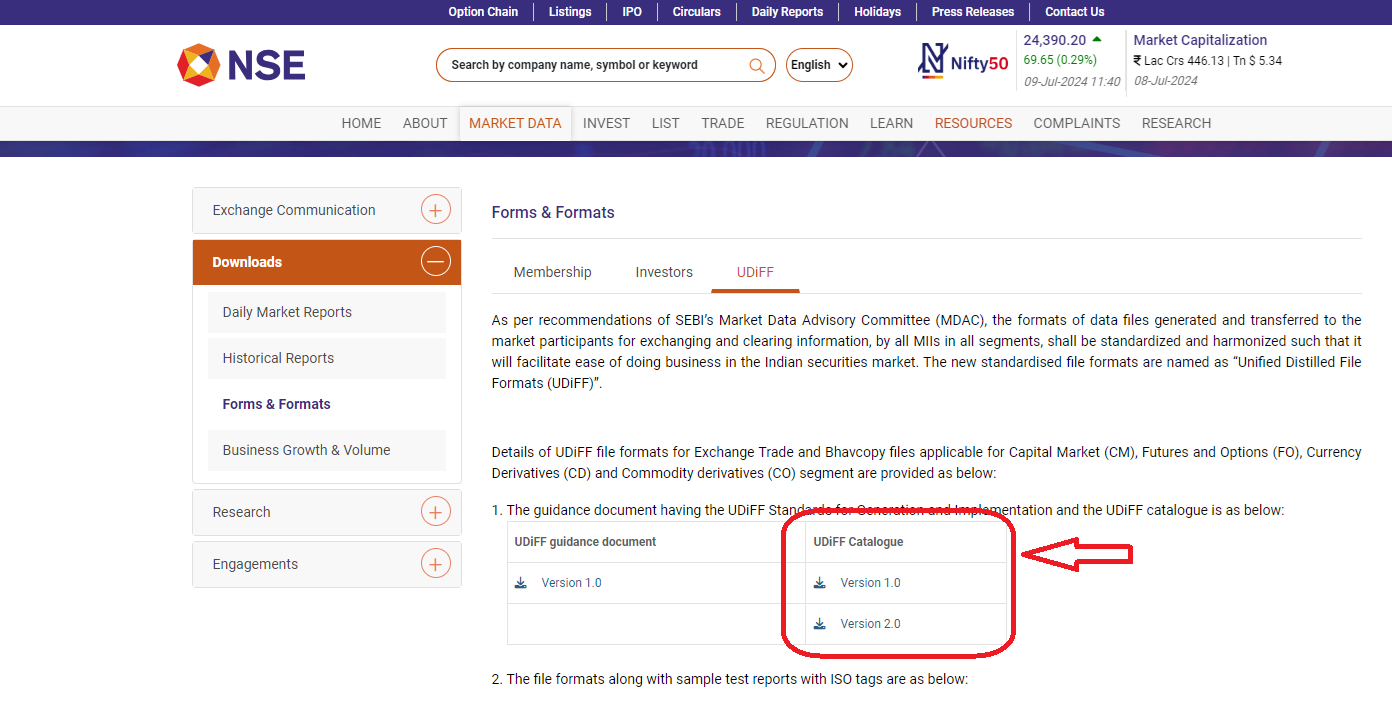 Option Chain Listings IPO Circulars Daily Reports Holidays Press Releases Contact Us
NSE
Search by company name, symbol or keyword
English
Nifty50
24,390.20
69.65 (0.29%)
09-Jul-2024 11:40
Market Capitalization
₹ Lac Crs 446.13 | Tn $ 5.34
08-Jul-2024
HOME ABOUT MARKET DATA INVEST LIST TRADE REGULATION LEARN RESOURCES COMPLAINTS RESEARCH
Exchange Communication
Downloads
Daily Market Reports
Historical Reports
Forms & Formats
Business Growth & Volume
Research
Engagements
Forms & Formats
Membership Investors UDiFF
As per recommendations of SEBI's Market Data Advisory Committee (MDAC), the formats of data files generated and transferred to the
market participants for exchanging and clearing information, by all MIIs in all segments, shall be standardized and harmonized such that it
will facilitate ease of doing business in the Indian securities market. The new standardised file formats are named as “Unified Distilled File
Formats (UDiFF)”.
Details of UDiFF file formats for Exchange Trade and Bhavcopy files applicable for Capital Market (CM), Futures and Options (FO), Currency
Derivatives (CD) and Commodity derivatives (CO) segment are provided as below:
1. The guidance document having the UDiFF Standards for Generation and Implementation and the UDiFF catalogue is as below:
UDiFF guidance document UDiFF Catalogue
Version 1.0 Version 1.0
Version 2.0
2. The file formats along with sample test reports with ISO tags are as below: